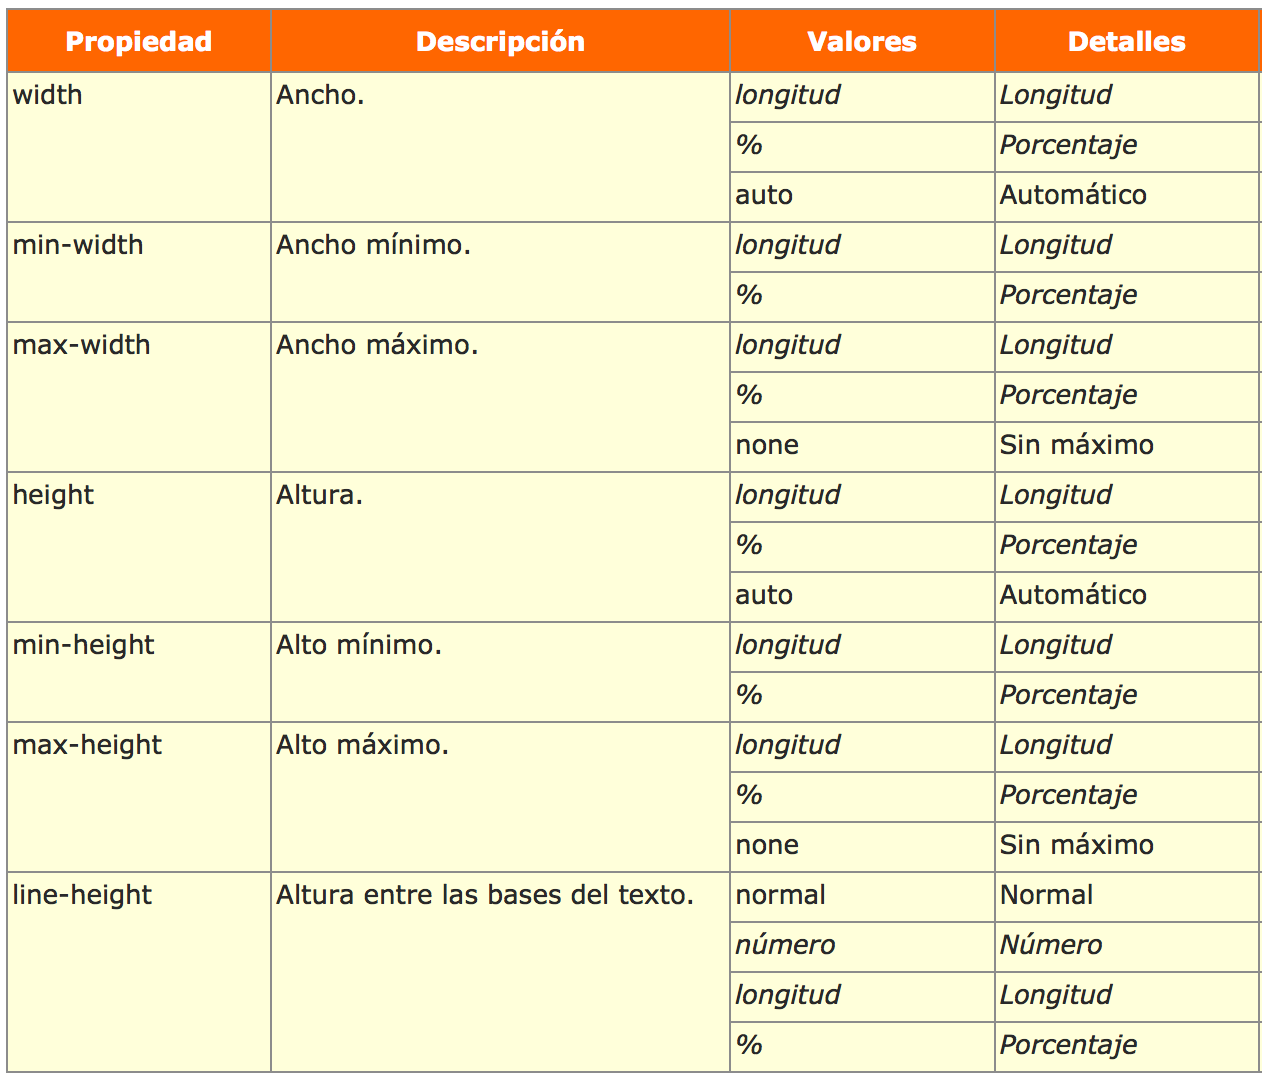 Propiedad Descripción Valores Detalles
width Ancho. longitud Longitud
% Porcentaje
auto Automático
min-width Ancho mínimo. longitud Longitud
% Porcentaje
max-width Ancho máximo. longitud Longitud
% Porcentaje
none Sin máximo
height Altura. longitud Longitud
% Porcentaje
auto Automático
min-height Alto mínimo. longitud Longitud
% Porcentaje
max-height Alto máximo. longitud Longitud
% Porcentaje
none Sin máximo
line-height Altura entre las bases del texto. normal Normal
número Número
longitud Longitud
% Porcentaje